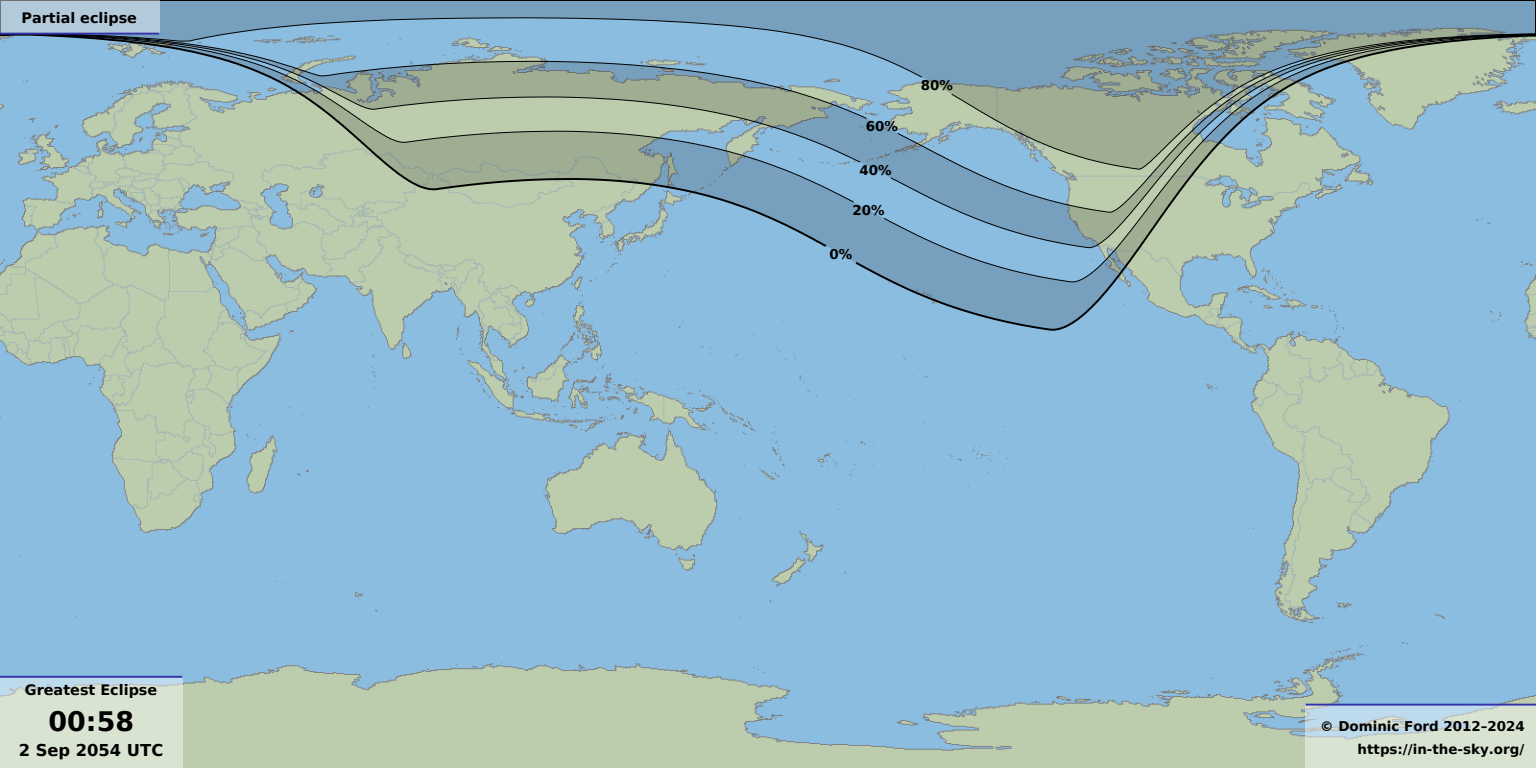 Partial eclipse
80%
60%
40%
20%
0%
Greatest Eclipse
00:58
2 Sep 2054 UTC
© Dominic Ford 2012–2024
https://in-the-sky.org/